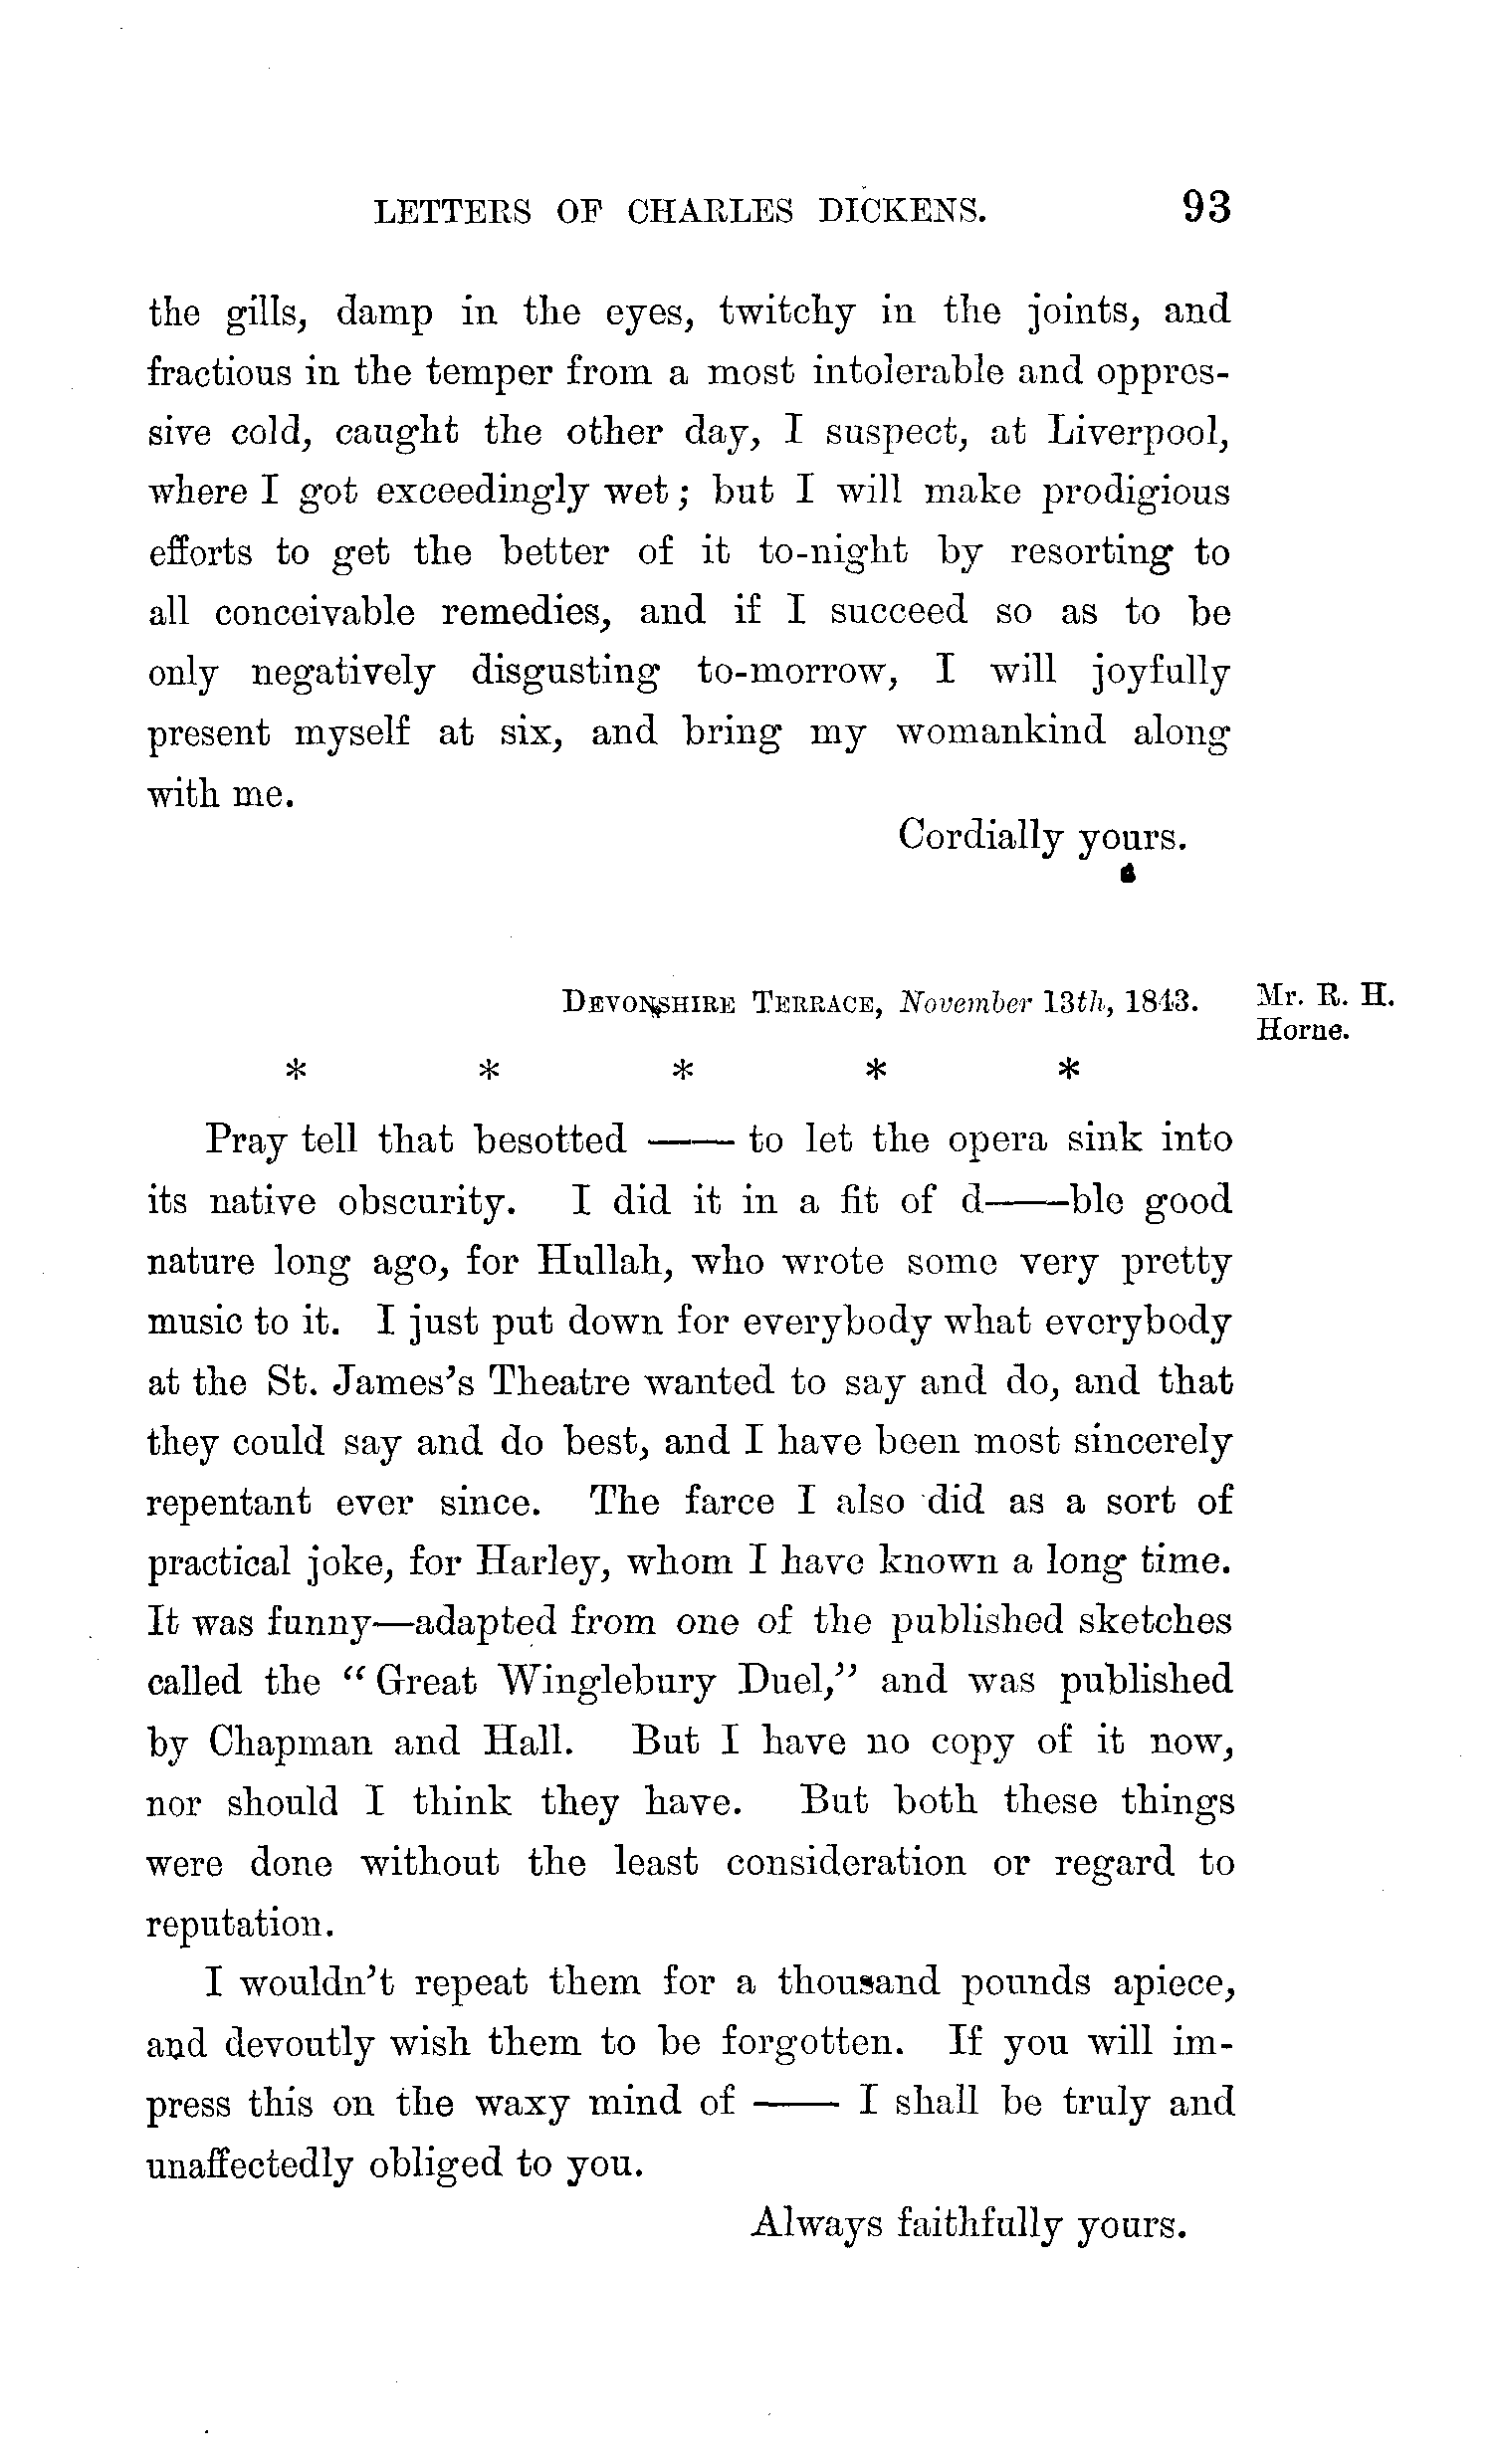 LETTERS OF CHARLES DICKENS. 93
the gills, damp in the eyes, twitchy in the joints, and
fractious in the temper from a most intolerable and oppres-
sive cold, caught the other day, I suspect, at Liverpool,
where I got exceedingly wet; but I will make prodigious
efforts to get the better of it to-night by resorting to
all conceivable remedies, and if I succeed so as to be
only negatively disgusting to-morrow, I will joyfully
present myself at six, and bring my womankind along
with me.
Cordially yours.
DEVONSHIRE TERRACE, November 13th, 1843.
Mr. R. H.
Horne.
* * * * *
Pray tell that besotted —— to let the opera sink into
its native obscurity. I did it in a fit of d——ble good
nature long ago, for Hullah, who wrote some very pretty
music to it. I just put down for everybody what everybody
at the St. James's Theatre wanted to say and do, and that
they could say and do best, and I have been most sincerely
repentant ever since. The farce I also did as a sort of
practical joke, for Harley, whom I have known a long time.
It was funny—adapted from one of the published sketches
called the "Great Winglebury Duel," and was published
by Chapman and Hall. But I have no copy of it now,
nor should I think they have. But both these things
were done without the least consideration or regard to
reputation.
I wouldn't repeat them for a thousand pounds apiece,
and devoutly wish them to be forgotten. If you will im-
press this on the waxy mind of —— I shall be truly and
unaffectedly obliged to you.
Always faithfully yours.